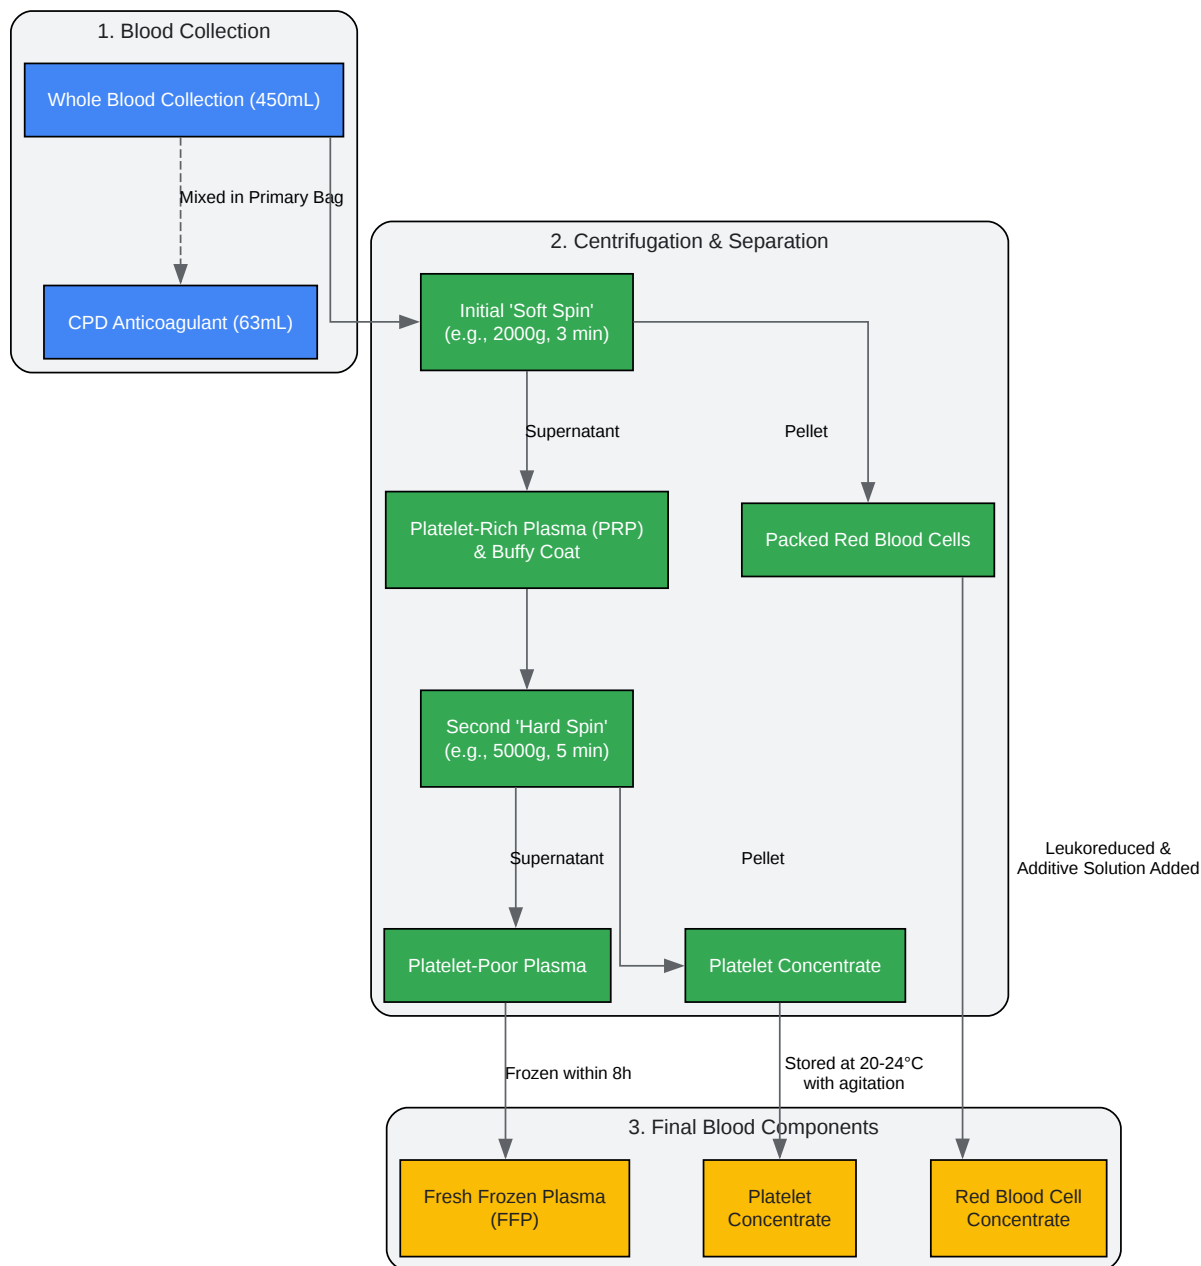 1. Blood Collection
Whole Blood Collection (450mL)
Mixed in Primary Bag
CPD Anticoagulant (63mL)
2. Centrifugation & Separation
Initial 'Soft Spin'
(e.g., 2000g, 3 min)
Supernatant
Pellet
Platelet-Rich Plasma (PRP)
& Buffy Coat
Packed Red Blood Cells
Second 'Hard Spin'
(e.g., 5000g, 5 min)
Supernatant
Pellet
Leukoreduced &
Additive Solution Added
Platelet-Poor Plasma
Platelet Concentrate
Frozen within 8h
Stored at 20-24°C
with agitation
3. Final Blood Components
Fresh Frozen Plasma
(FFP)
Platelet
Concentrate
Red Blood Cell
Concentrate